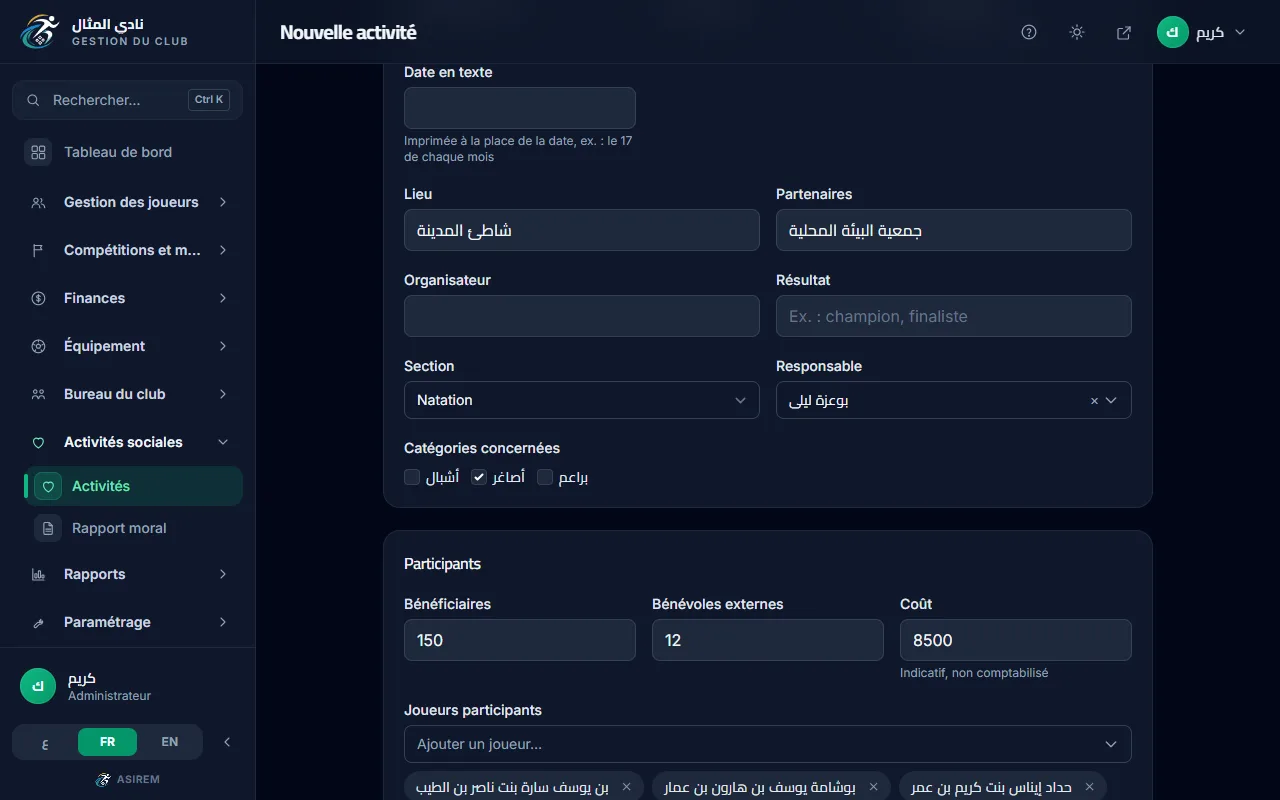 نادي المثال
GESTION DU CLUB
Rechercher...
Ctrl K
Tableau de bord
Gestion des joueurs
Compétitions et m...
Finances
Équipement
Bureau du club
Activités sociales
Activités
Rapport moral
Rapports
Paramétrage
ك
كريم
Administrateur
ع
FR
EN
ASIREM
Nouvelle activité
ك
كريم
Date en texte
Imprimée à la place de la date, ex. : le 17
de chaque mois
Lieu
Partenaires
شاطئ المدينة
جمعية البيئة المحلية
Organisateur
Résultat
Ex. : champion, finaliste
Section
Responsable
Natation
بوعزة ليلى
Catégories concernées
أشبال
أصاغر
براعم
Participants
Bénéficiaires
Bénévoles externes
Coût
150
12
8500
Indicatif, non comptabilisé
Joueurs participants
Ajouter un joueur...
بن يوسف سارة بنت ناصر بن الطيب
بوشامة يوسف بن هارون بن عمار
حداد إيناس بنت كريم بن عمر